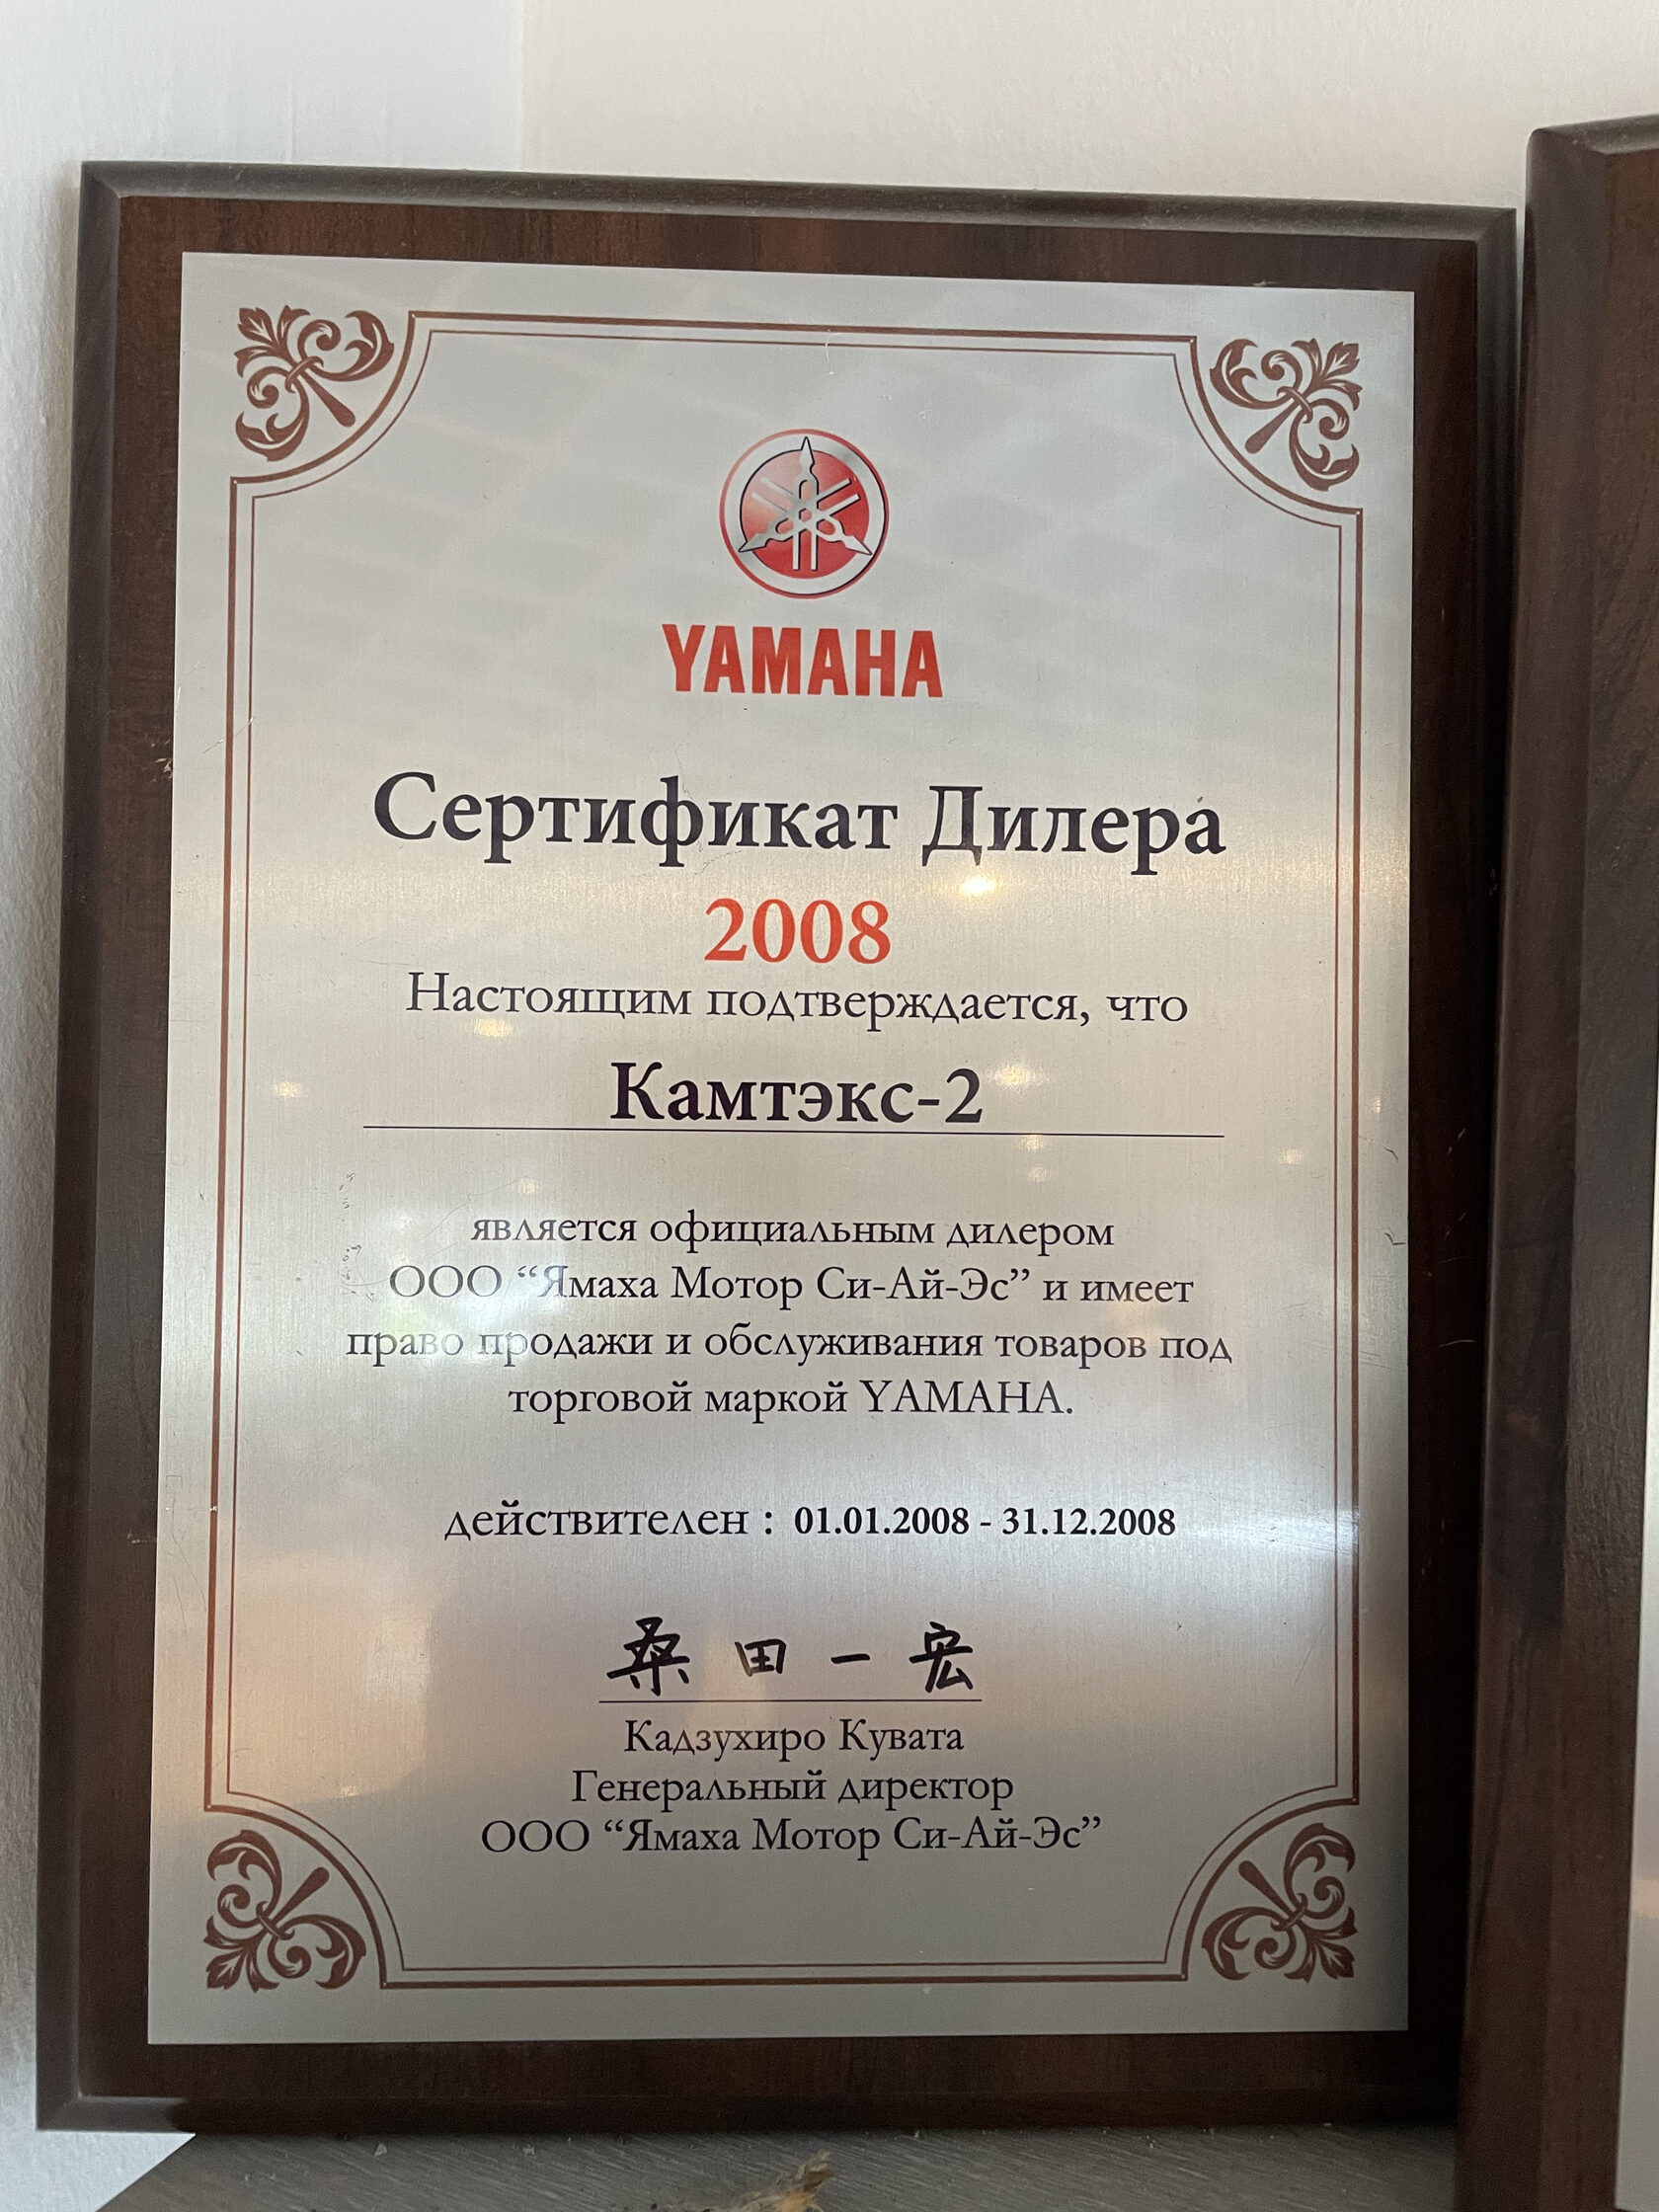 YAMAHA
Сертификат Дилера
2008
Настоящим подтверждается, что
Камтэкс-2
является официальным дилером
ООО “Ямаха Мотор Си-Ай-Эс” и имеет
право продажи и обслуживания товаров под
торговой маркой YAMAHA.
действителен : 01.01.2008 - 31.12.2008
桑田一宏
Кадзухиро Кувата
Генеральный директор
ООО “Ямаха Мотор Си-Ай-Эс”